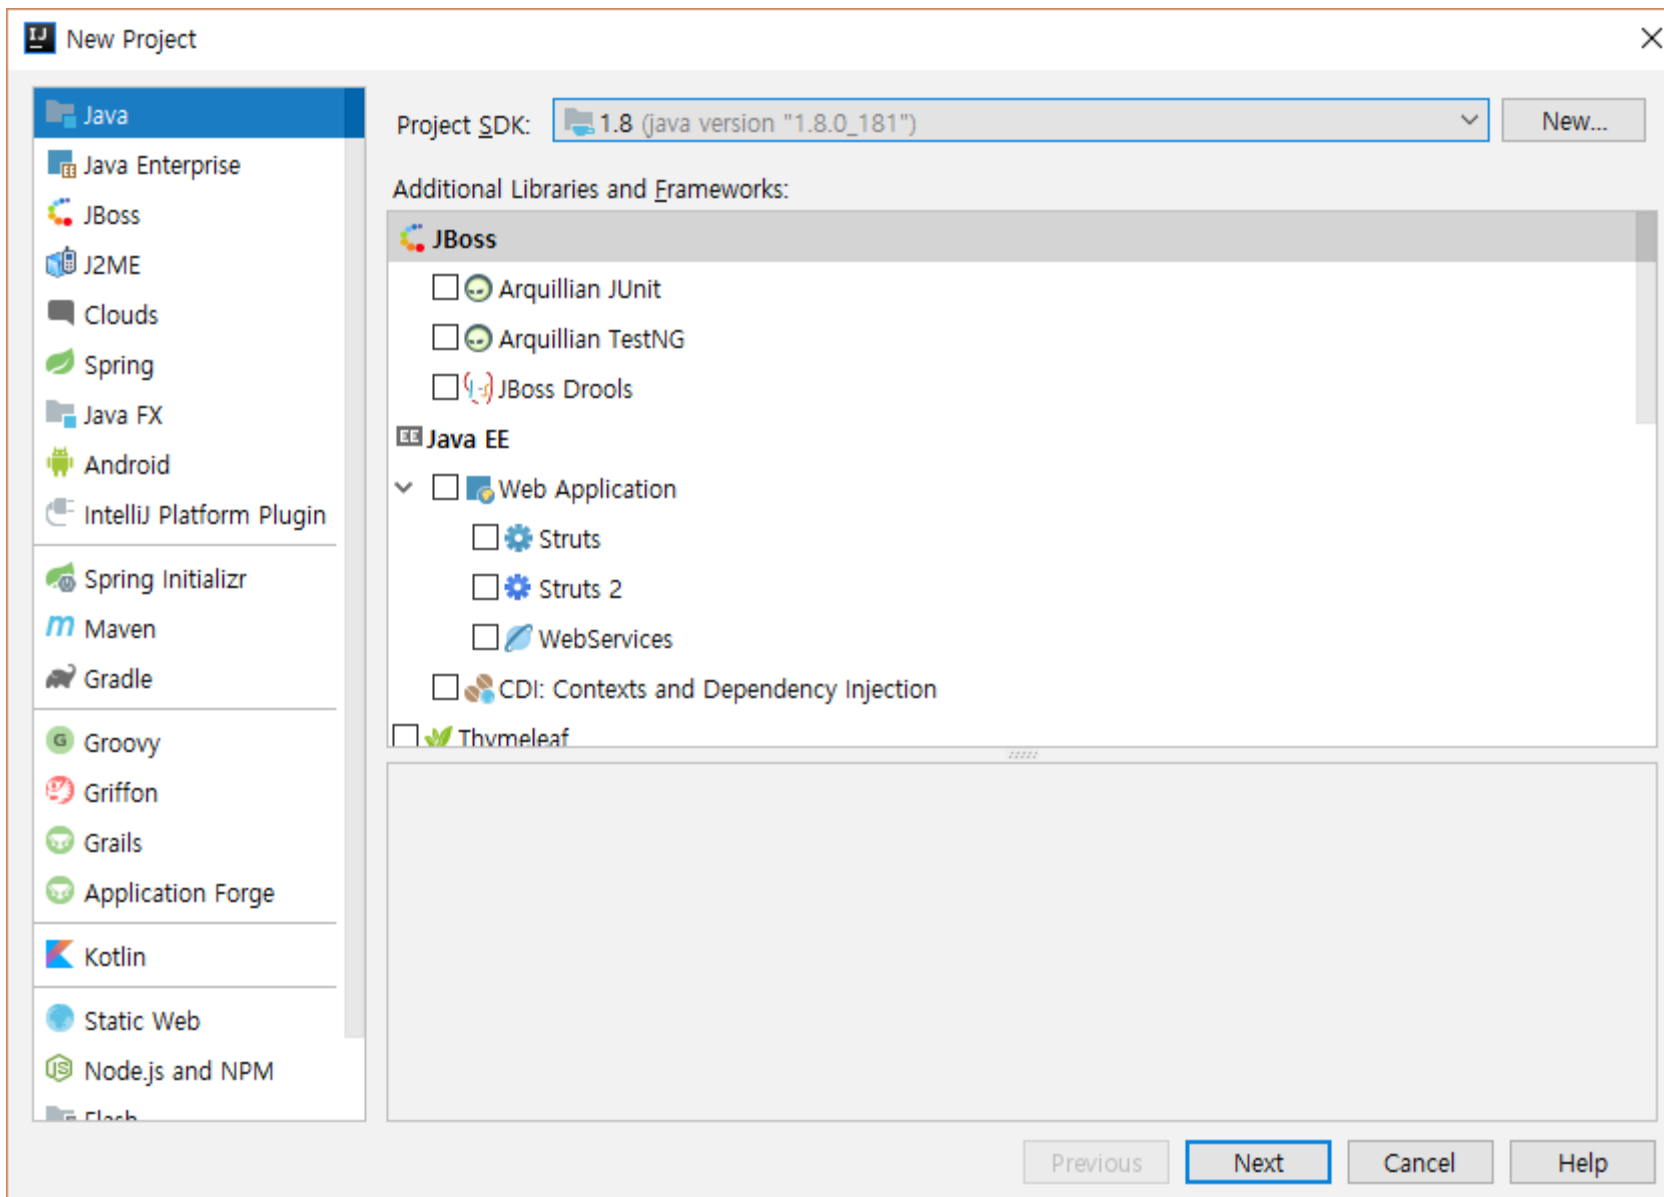 New Project
Java
Java Enterprise
JBoss
J2ME
Clouds
Spring
Java FX
Android
IntelliJ Platform Plugin
Spring Initializr
Maven
Gradle
Groovy
Griffon
Grails
Application Forge
Kotlin
Static Web
Node.js and NPM
Flash
Project SDK: 1.8 (java version "1.8.0_181") New...
Additional Libraries and Frameworks:
JBoss
Arquillian JUnit
Arquillian TestNG
JBoss Drools
Java EE
Web Application
Struts
Struts 2
WebServices
CDI: Contexts and Dependency Injection
Thymeleaf
Previous Next Cancel Help